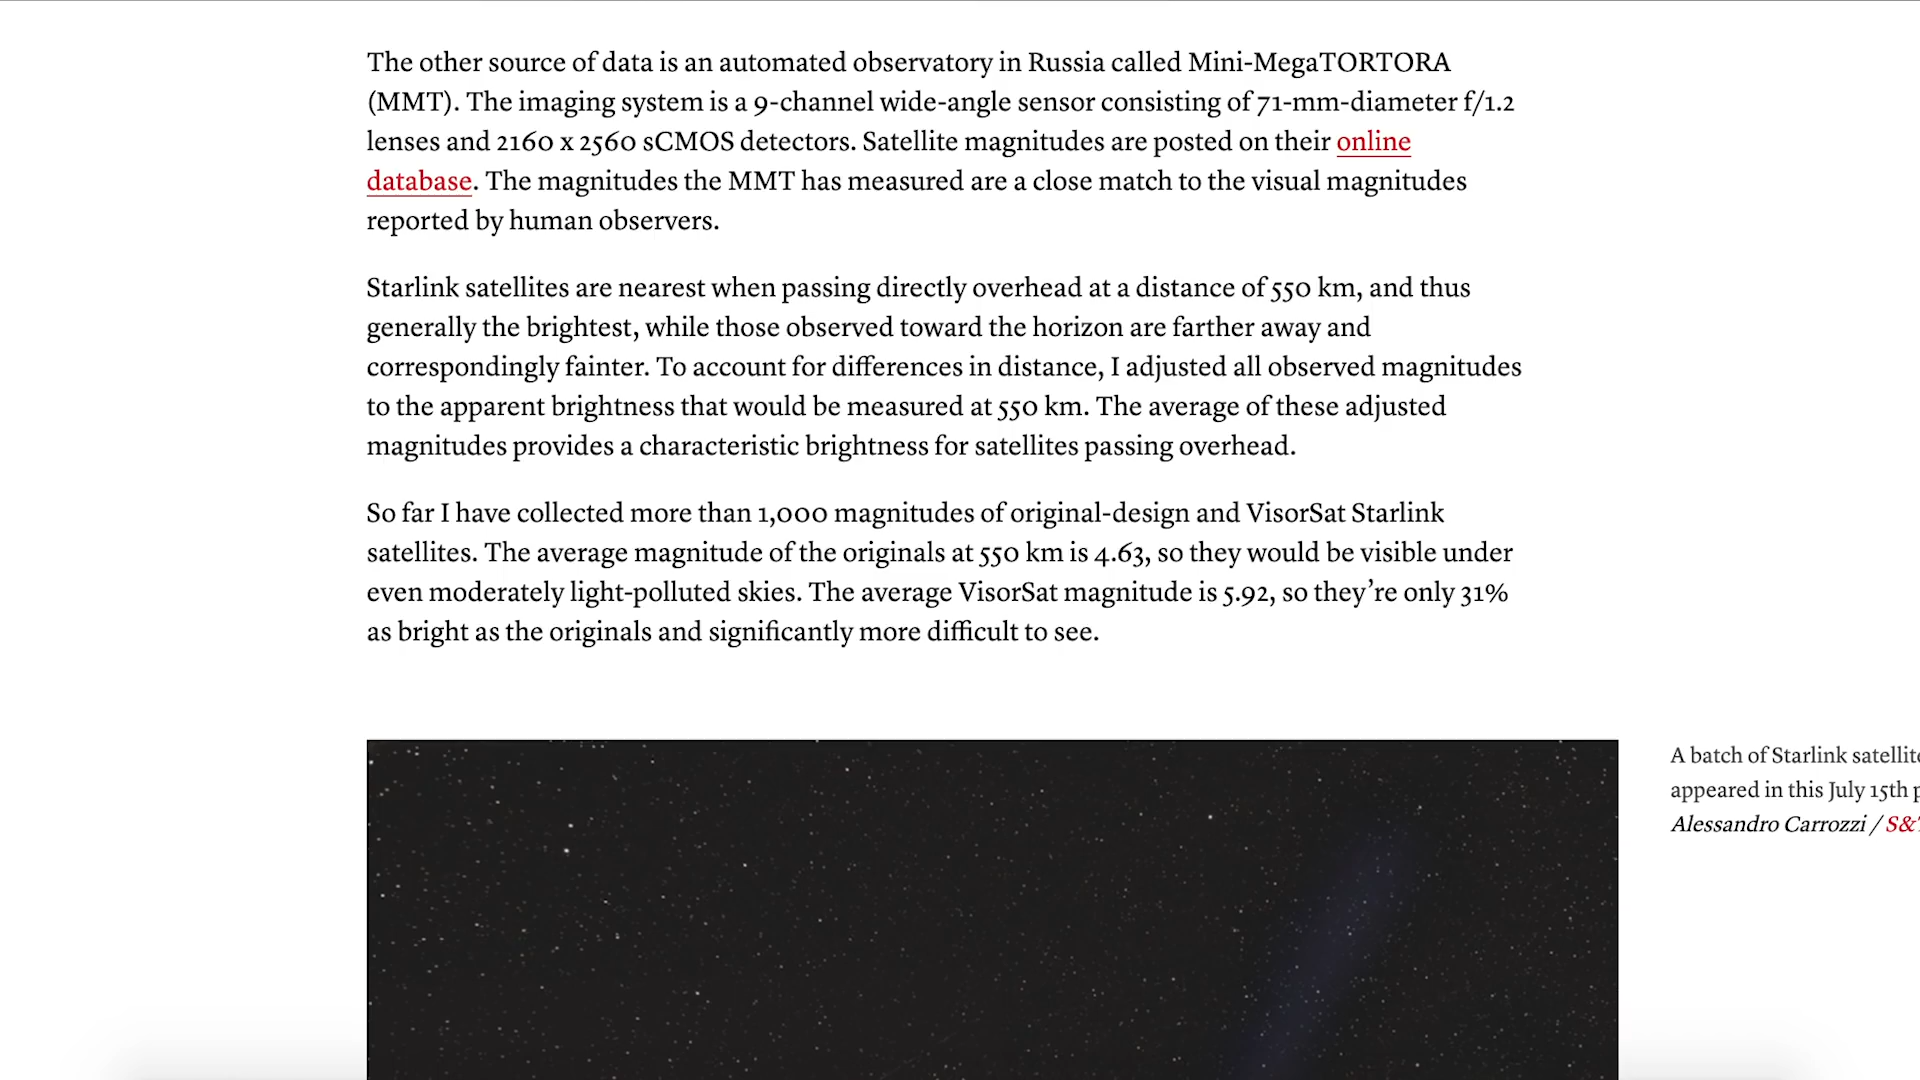 The other source of data is an automated observatory in Russia called Mini-MegaTORTORA
(MMT). The imaging system is a 9-channel wide-angle sensor consisting of 71-mm-diameter f/1.2
lenses and 2160 x 2560 sCMOS detectors. Satellite magnitudes are posted on their online
database. The magnitudes the MMT has measured are a close match to the visual magnitudes
reported by human observers.
Starlink satellites are nearest when passing directly overhead at a distance of 550 km, and thus
generally the brightest, while those observed toward the horizon are farther away and
correspondingly fainter. To account for differences in distance, I adjusted all observed magnitudes
to the apparent brightness that would be measured at 550 km. The average of these adjusted
magnitudes provides a characteristic brightness for satellites passing overhead.
So far I have collected more than 1,000 magnitudes of original-design and VisorSat Starlink
satellites. The average magnitude of the originals at 550 km is 4.63, so they would be visible under
even moderately light-polluted skies. The average VisorSat magnitude is 5.92, so they're only 31%
as bright as the originals and significantly more difficult to see.
A batch of Starlink
appeared in this July 15th
Alessandro Carrozzi /